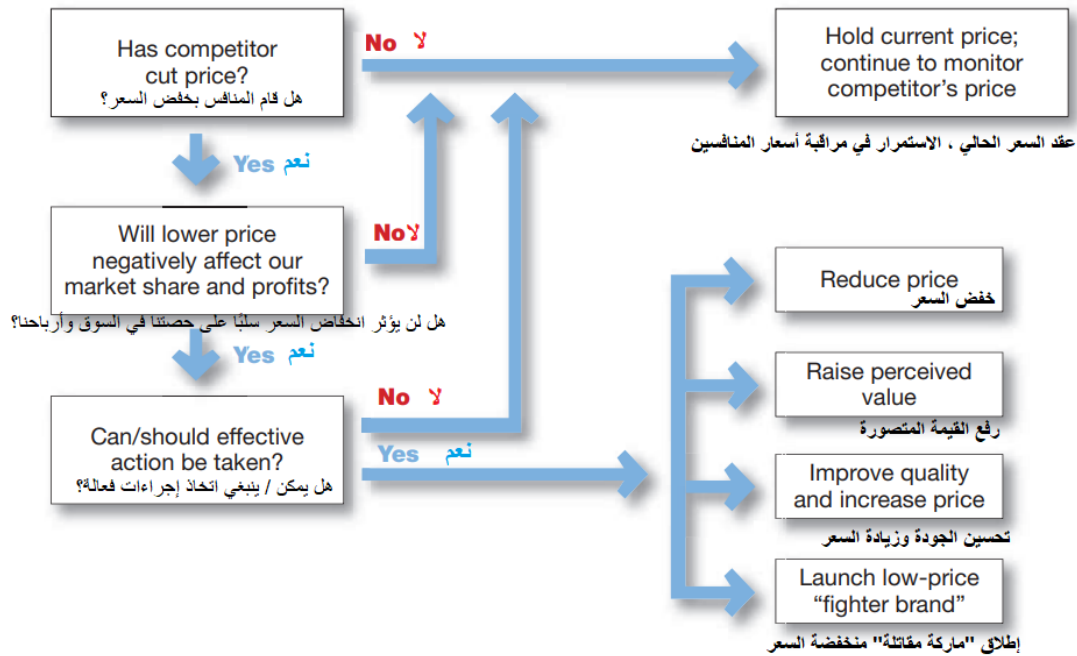 Has competitor
cut price?
هل قام المنافس بخفض السعر؟
No لا
Hold current price;
continue to monitor
competitor's price
عقد السعر الحالي ، الاستمرار في مراقبة أسعار المنافسين
Yes نعم
Will lower price
negatively affect our
market share and profits?
هل لن يؤثر انخفاض السعر سلبًا على حصتنا في السوق وأرباحنا؟
No لا
Yes نعم
Can/should effective
action be taken?
هل يمكن / ينبغي اتخاذ إجراءات فعالة؟
No لا
Yes نعم
Reduce price
خفض السعر
Raise perceived
value
رفع القيمة المتصورة
Improve quality
and increase price
تحسين الجودة وزيادة السعر
Launch low-price
“fighter brand”
إطلاق "ماركة مقاتلة" منخفضة السعر